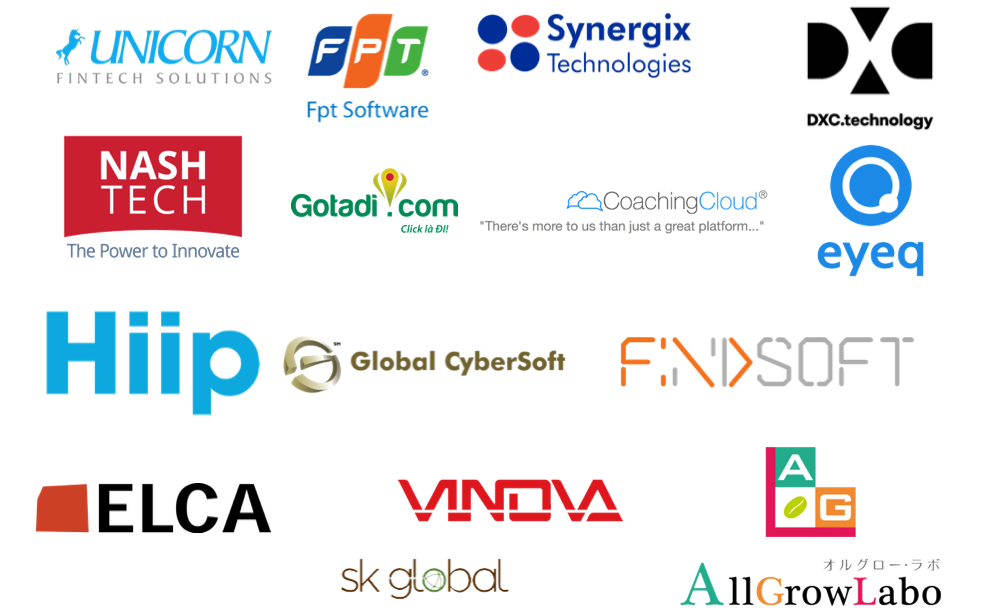 UNICORN
FINTECH SOLUTIONS
FPT®
Fpt Software
Synergix
Technologies
DXC.technology
NASH
TECH
The Power to Innovate
Gotadi.com
Click là ĐI!
CoachingCloud®
"There's more to us than just a great platform..."
eyeq
Hiip
SM
Global CyberSoft
FINDSOFT
ELCA
VINOVA
A
G
sk global
オルグロー・ラボ
AllGrowLabo